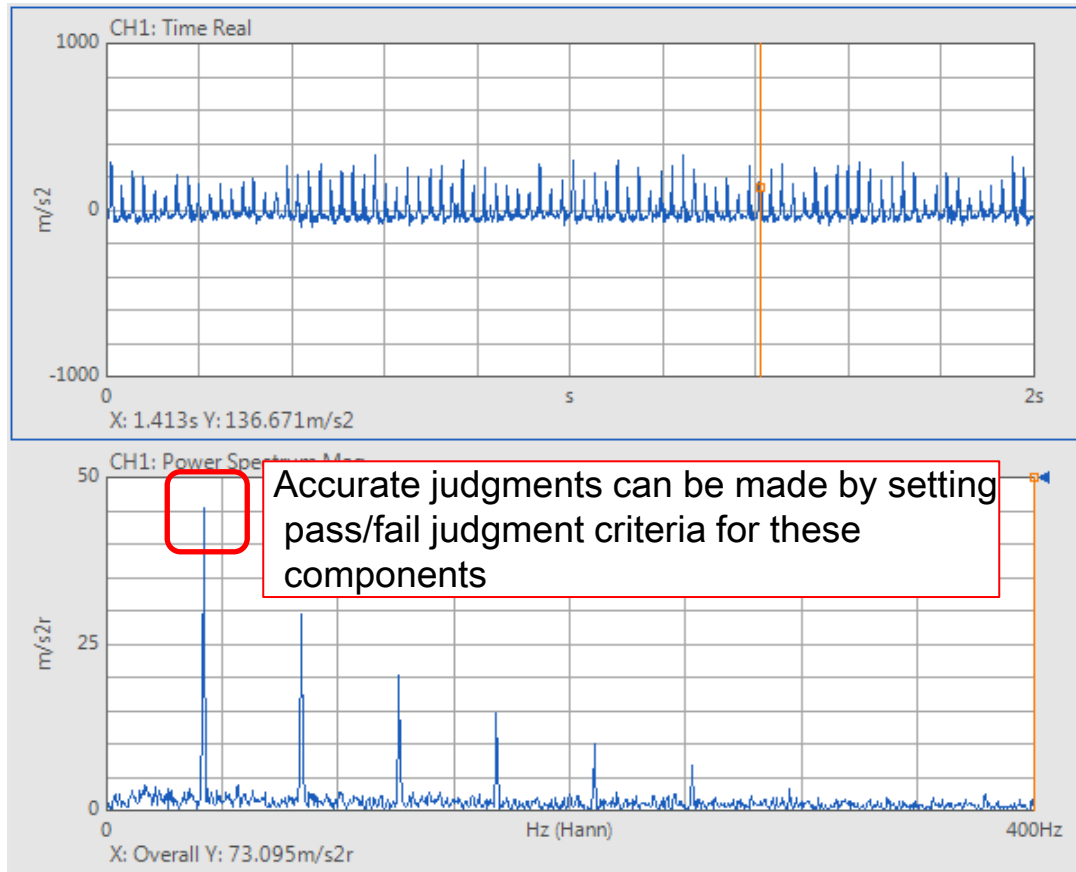 CH1: Time Real
1000
m/s2
0
-1000
0
s
2s
X: 1.413s Y: 136.671m/s2
CH1: Power Spectrum Mag
50
Accurate judgments can be made by setting
pass/fail judgment criteria for these
components
m/s2r
25
0
0
Hz (Hann)
400Hz
X: Overall Y: 73.095m/s2r